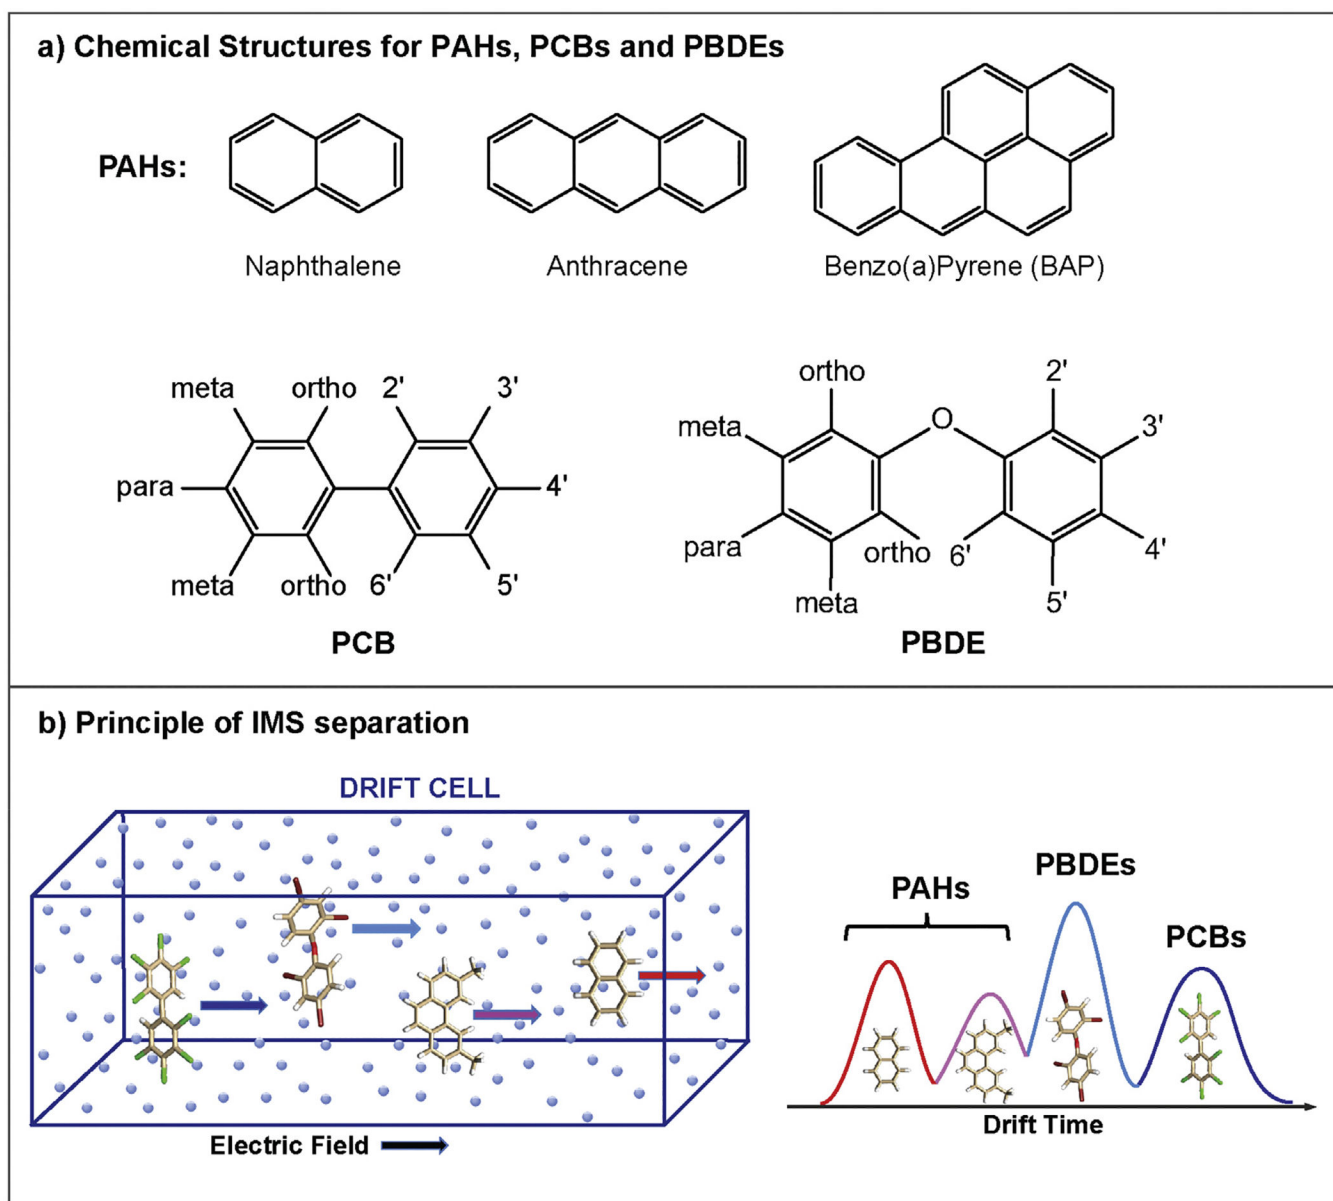 a) Chemical Structures for PAHs, PCBs and PBDEs
PAHs:
Naphthalene
Anthracene
Benzo(a)Pyrene (BAP)
meta
ortho
2'
3'
para
4'
meta
ortho
6'
5'
PCB
ortho
O
2'
meta
3'
para
ortho
6'
4'
meta
5'
PBDE
b) Principle of IMS separation
DRIFT CELL
Electric Field
PAHs
PBDEs
PCBs
Drift Time